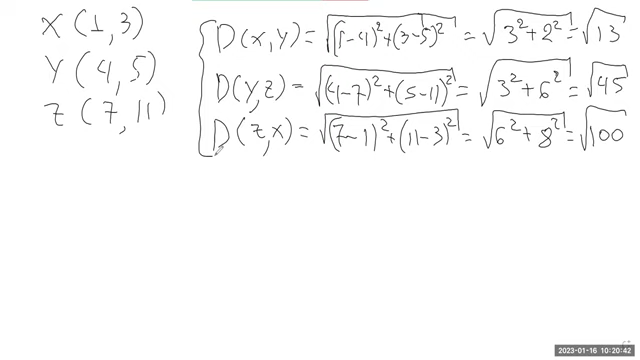 X (1, 3)
Y (4, 5)
Z (7, 11)
D(x, y) = √(1-4)² + (3-5)² = √3² + 2² = √13
D(y, z) = √(4-7)² + (5-11)² = √3² + 6² = √45
D(z, x) = √(7-1)² + (11-3)² = √6² + 8² = √100
2023-01-16 10:20:42